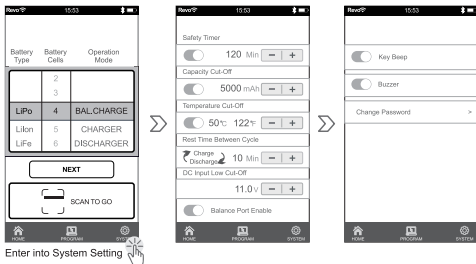 Revo 15:53
Battery Type Battery Cells Operation Mode
2
3
LiPo 4 BAL.CHARGE
LiIon 5 CHARGER
LiFe 6 DISCHARGER
NEXT
SCAN TO GO
HOME PROGRAM SYSTEM
Enter into System Setting
Revo 15:53
Safety Timer
120 Min − | +
Capacity Cut-Off
5000 mAh − | +
Temperature Cut-Off
50℃ 122℉ − | +
Rest Time Between Cycle
Charge
Discharge 10 Min − | +
DC Input Low Cut-Off
11.0V − | +
Balance Port Enable
HOME PROGRAM SYSTEM
Revo 15:53
Key Beep
Buzzer
Change Password >
HOME PROGRAM SYSTEM